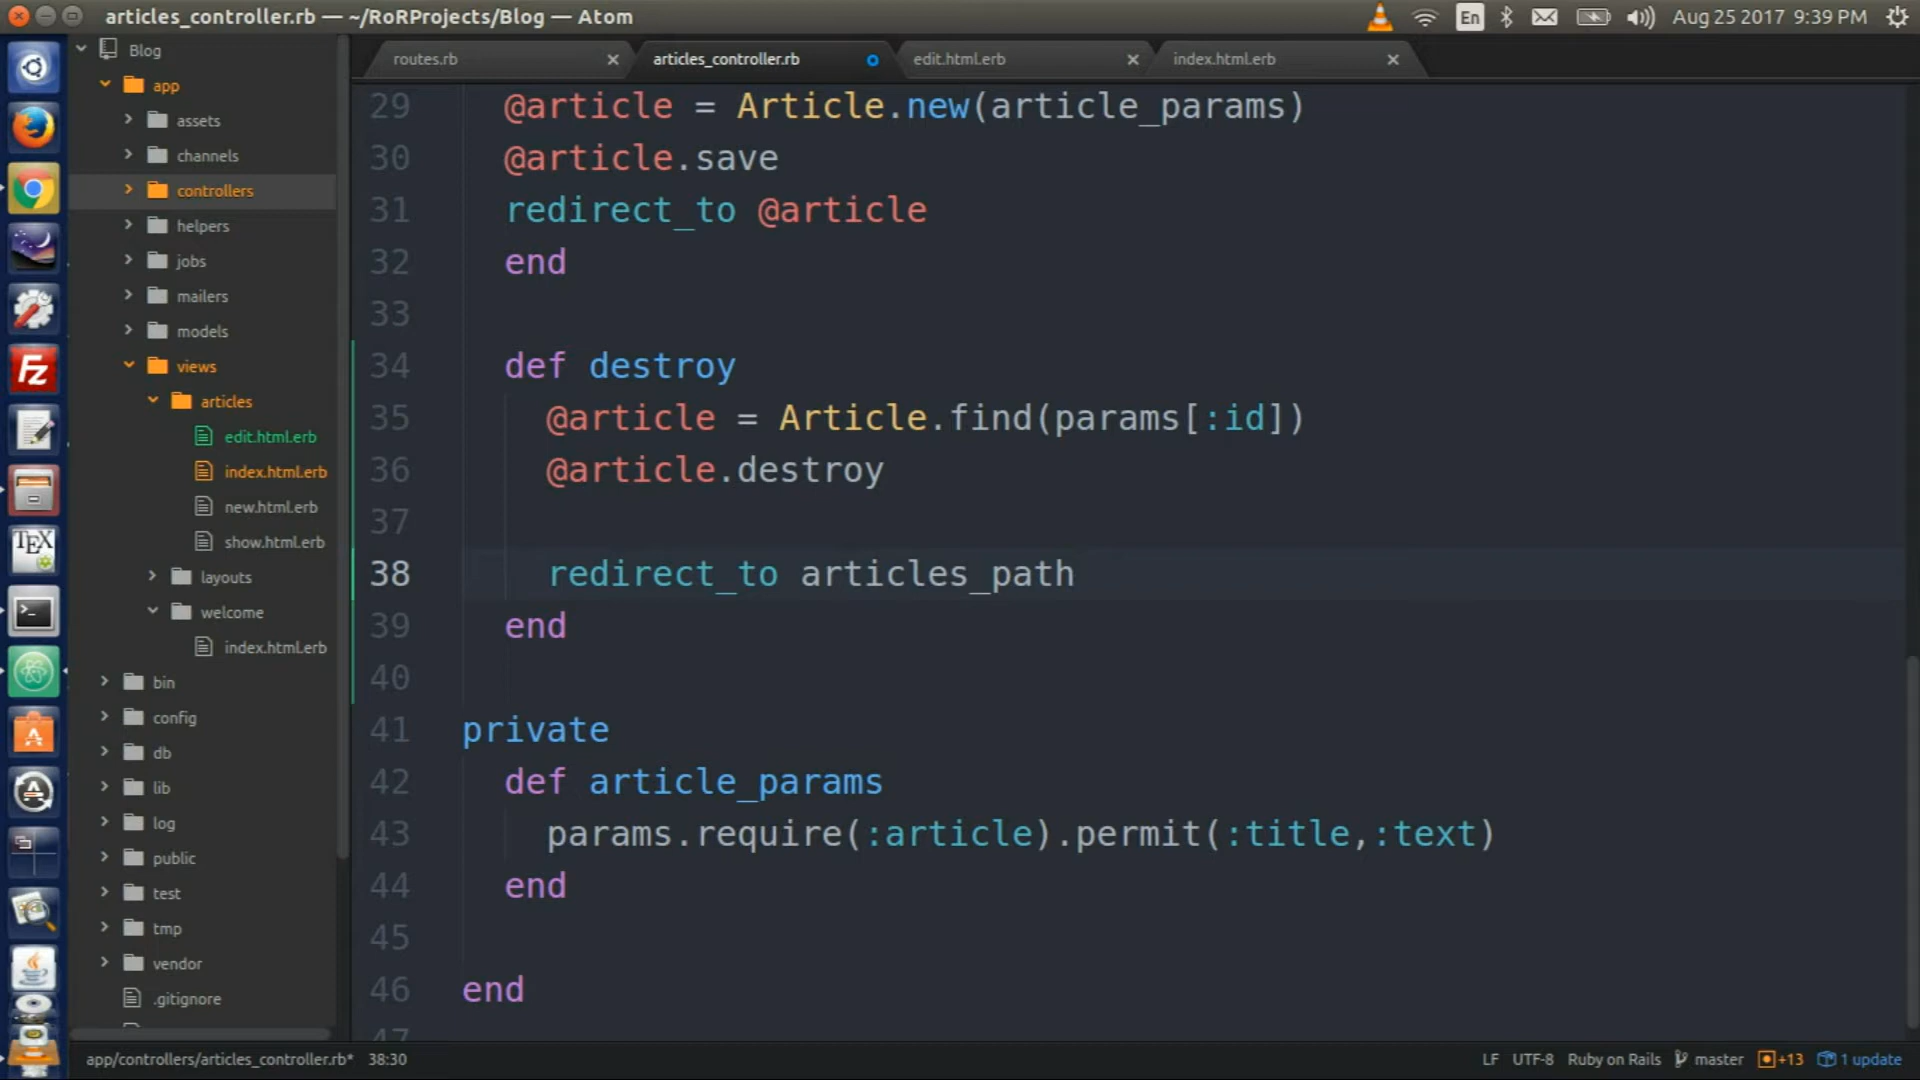 articles_controller.rb — ~/RoRProjects/Blog — Atom
En
Aug 25 2017 9:39 PM
Blog
app
assets
channels
controllers
helpers
jobs
mailers
models
views
articles
edit.html.erb
index.html.erb
new.html.erb
show.html.erb
layouts
welcome
index.html.erb
bin
config
db
lib
log
public
test
tmp
vendor
.gitignore
routes.rb
articles_controller.rb
edit.html.erb
index.html.erb
29 @article = Article.new(article_params)
30 @article.save
31 redirect_to @article
32 end
33
34 def destroy
35 @article = Article.find(params[:id])
36 @article.destroy
37
38 redirect_to articles_path
39 end
40
41 private
42 def article_params
43 params.require(:article).permit(:title,:text)
44 end
45
46 end
47
Fz
TEX
app/controllers/articles_controller.rb* 38:30
LF UTF-8 Ruby on Rails master +13 1 update